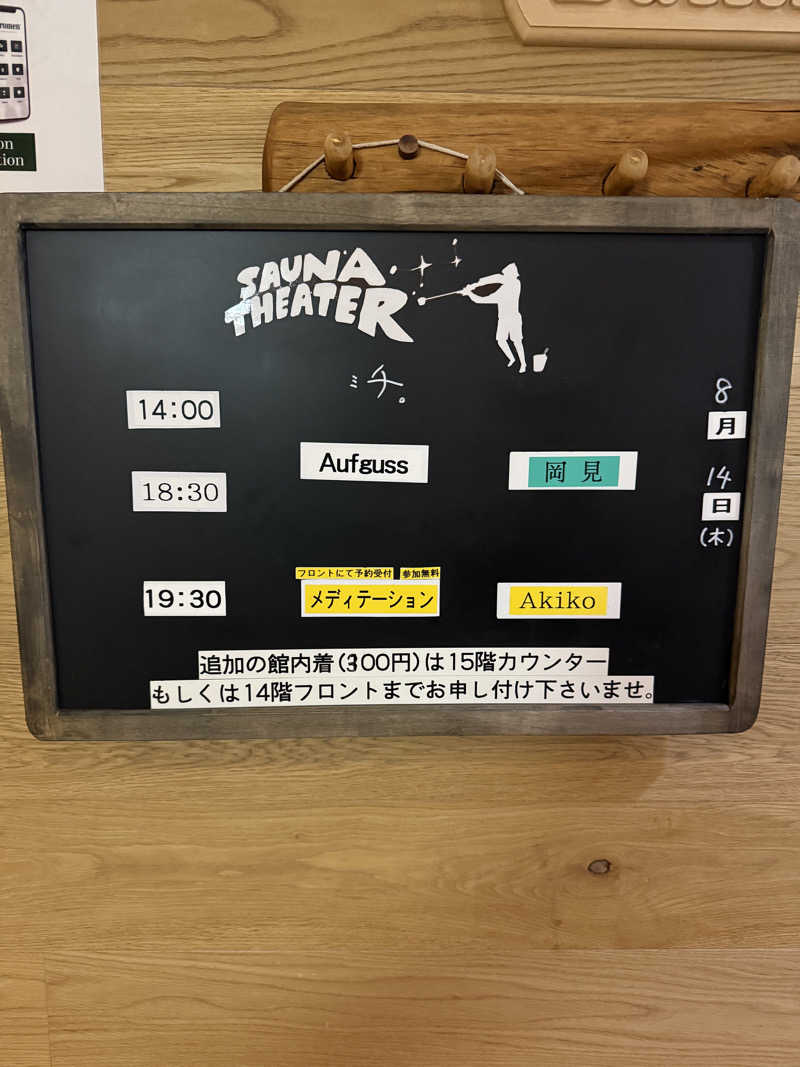 on
tion
SAUNA
THEATER
ミチ。
8
月
14
日
(木)
14:00
18:30
Aufguss
岡見
フロントにて予約受付 参加無料
19:30
メディテーション
Akiko
追加の館内着(300円)は15階カウンター
もしくは14階フロントまでお申し付け下さいませ。